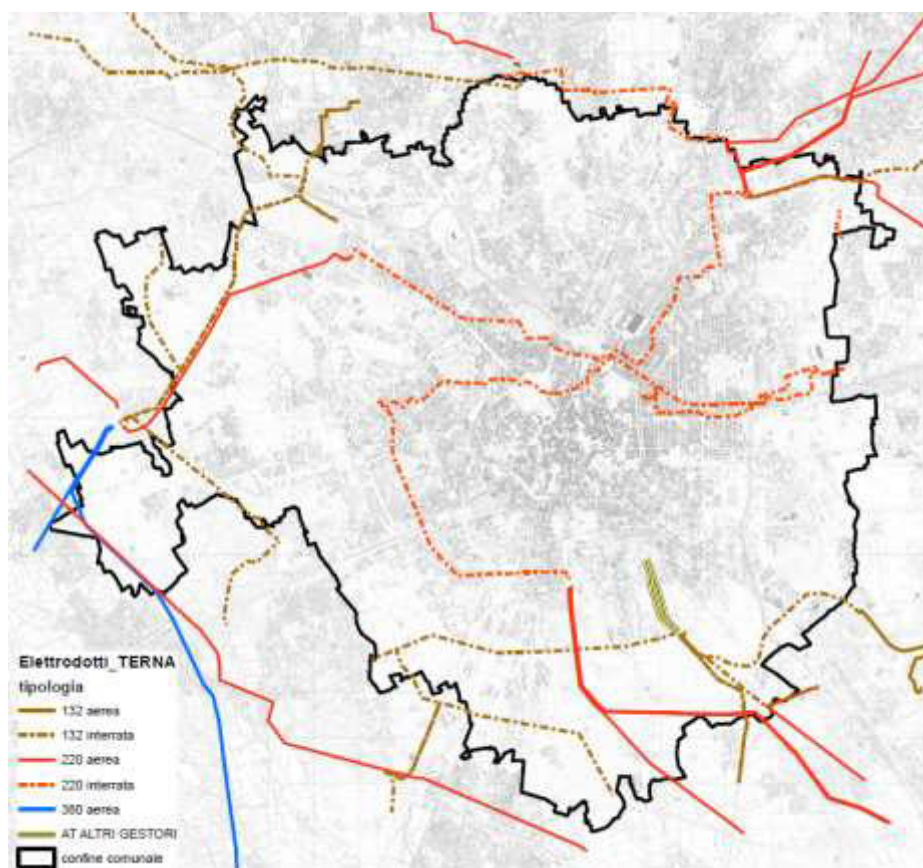 Elettrodotti_TERNA
tipologia
132 aerea
132 interrata
220 aerea
220 interrata
380 aerea
AT ALTRI GESTORI
confine comunale